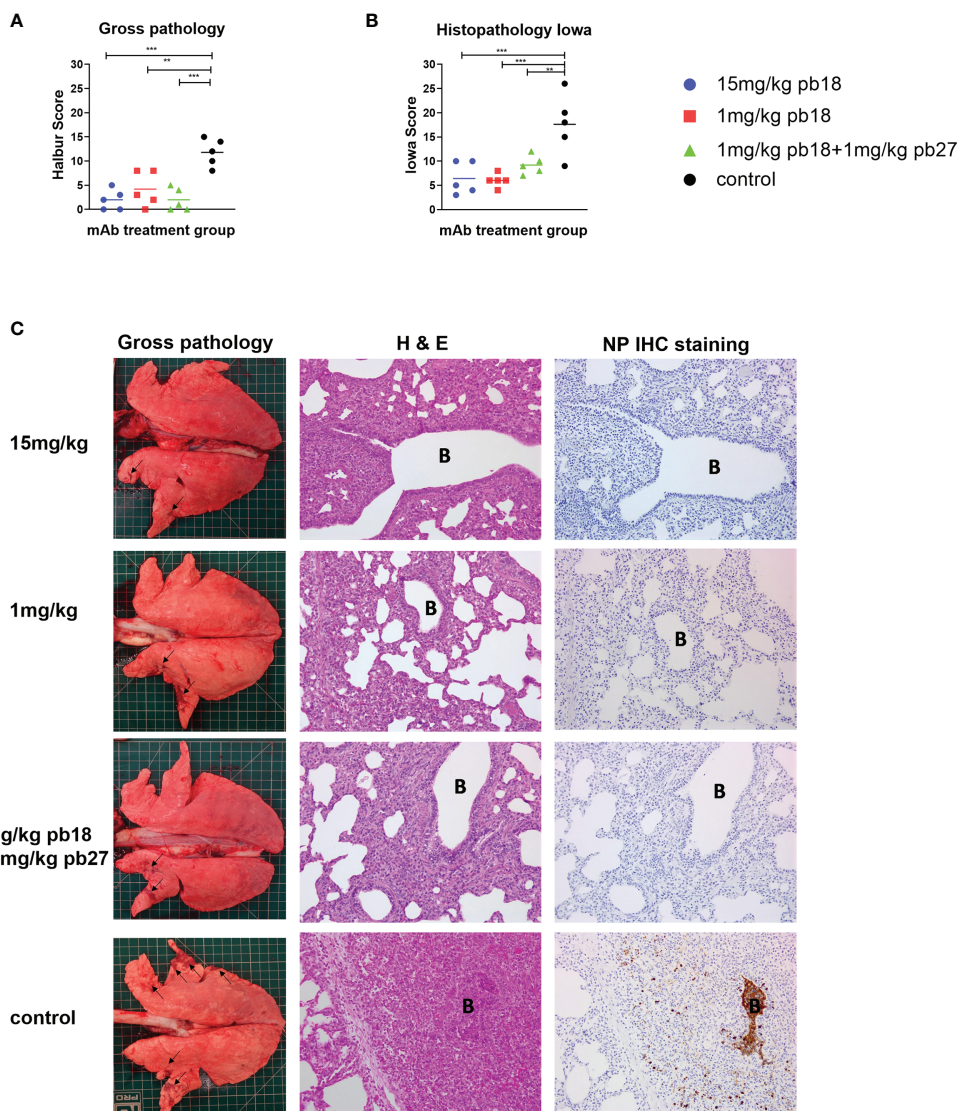 A
Gross pathology
***
**
***
Halbur Score
30
25
20
15
10
5
0
mAb treatment group
B
Histopathology Iowa
***
***
**
Iowa Score
30
25
20
15
10
5
0
mAb treatment group
15mg/kg pb18
1mg/kg pb18
1mg/kg pb18+1mg/kg pb27
control
C
Gross pathology
H & E
NP IHC staining
15mg/kg
B
B
1mg/kg
B
B
g/kg pb18
mg/kg pb27
B
B
control
B
B
PRO